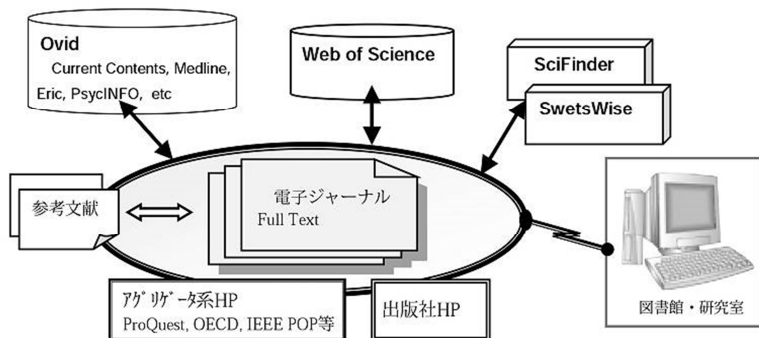 Ovid
Current Contents, Medline,
Eric, PsycINFO, etc
Web of Science
SciFinder
SwetsWise
参考文献
電子ジャーナル
Full Text
図書館・研究室
ｱｸﾞﾘｹﾞｰﾀ系HP
ProQuest, OECD, IEEE POP等
出版社HP